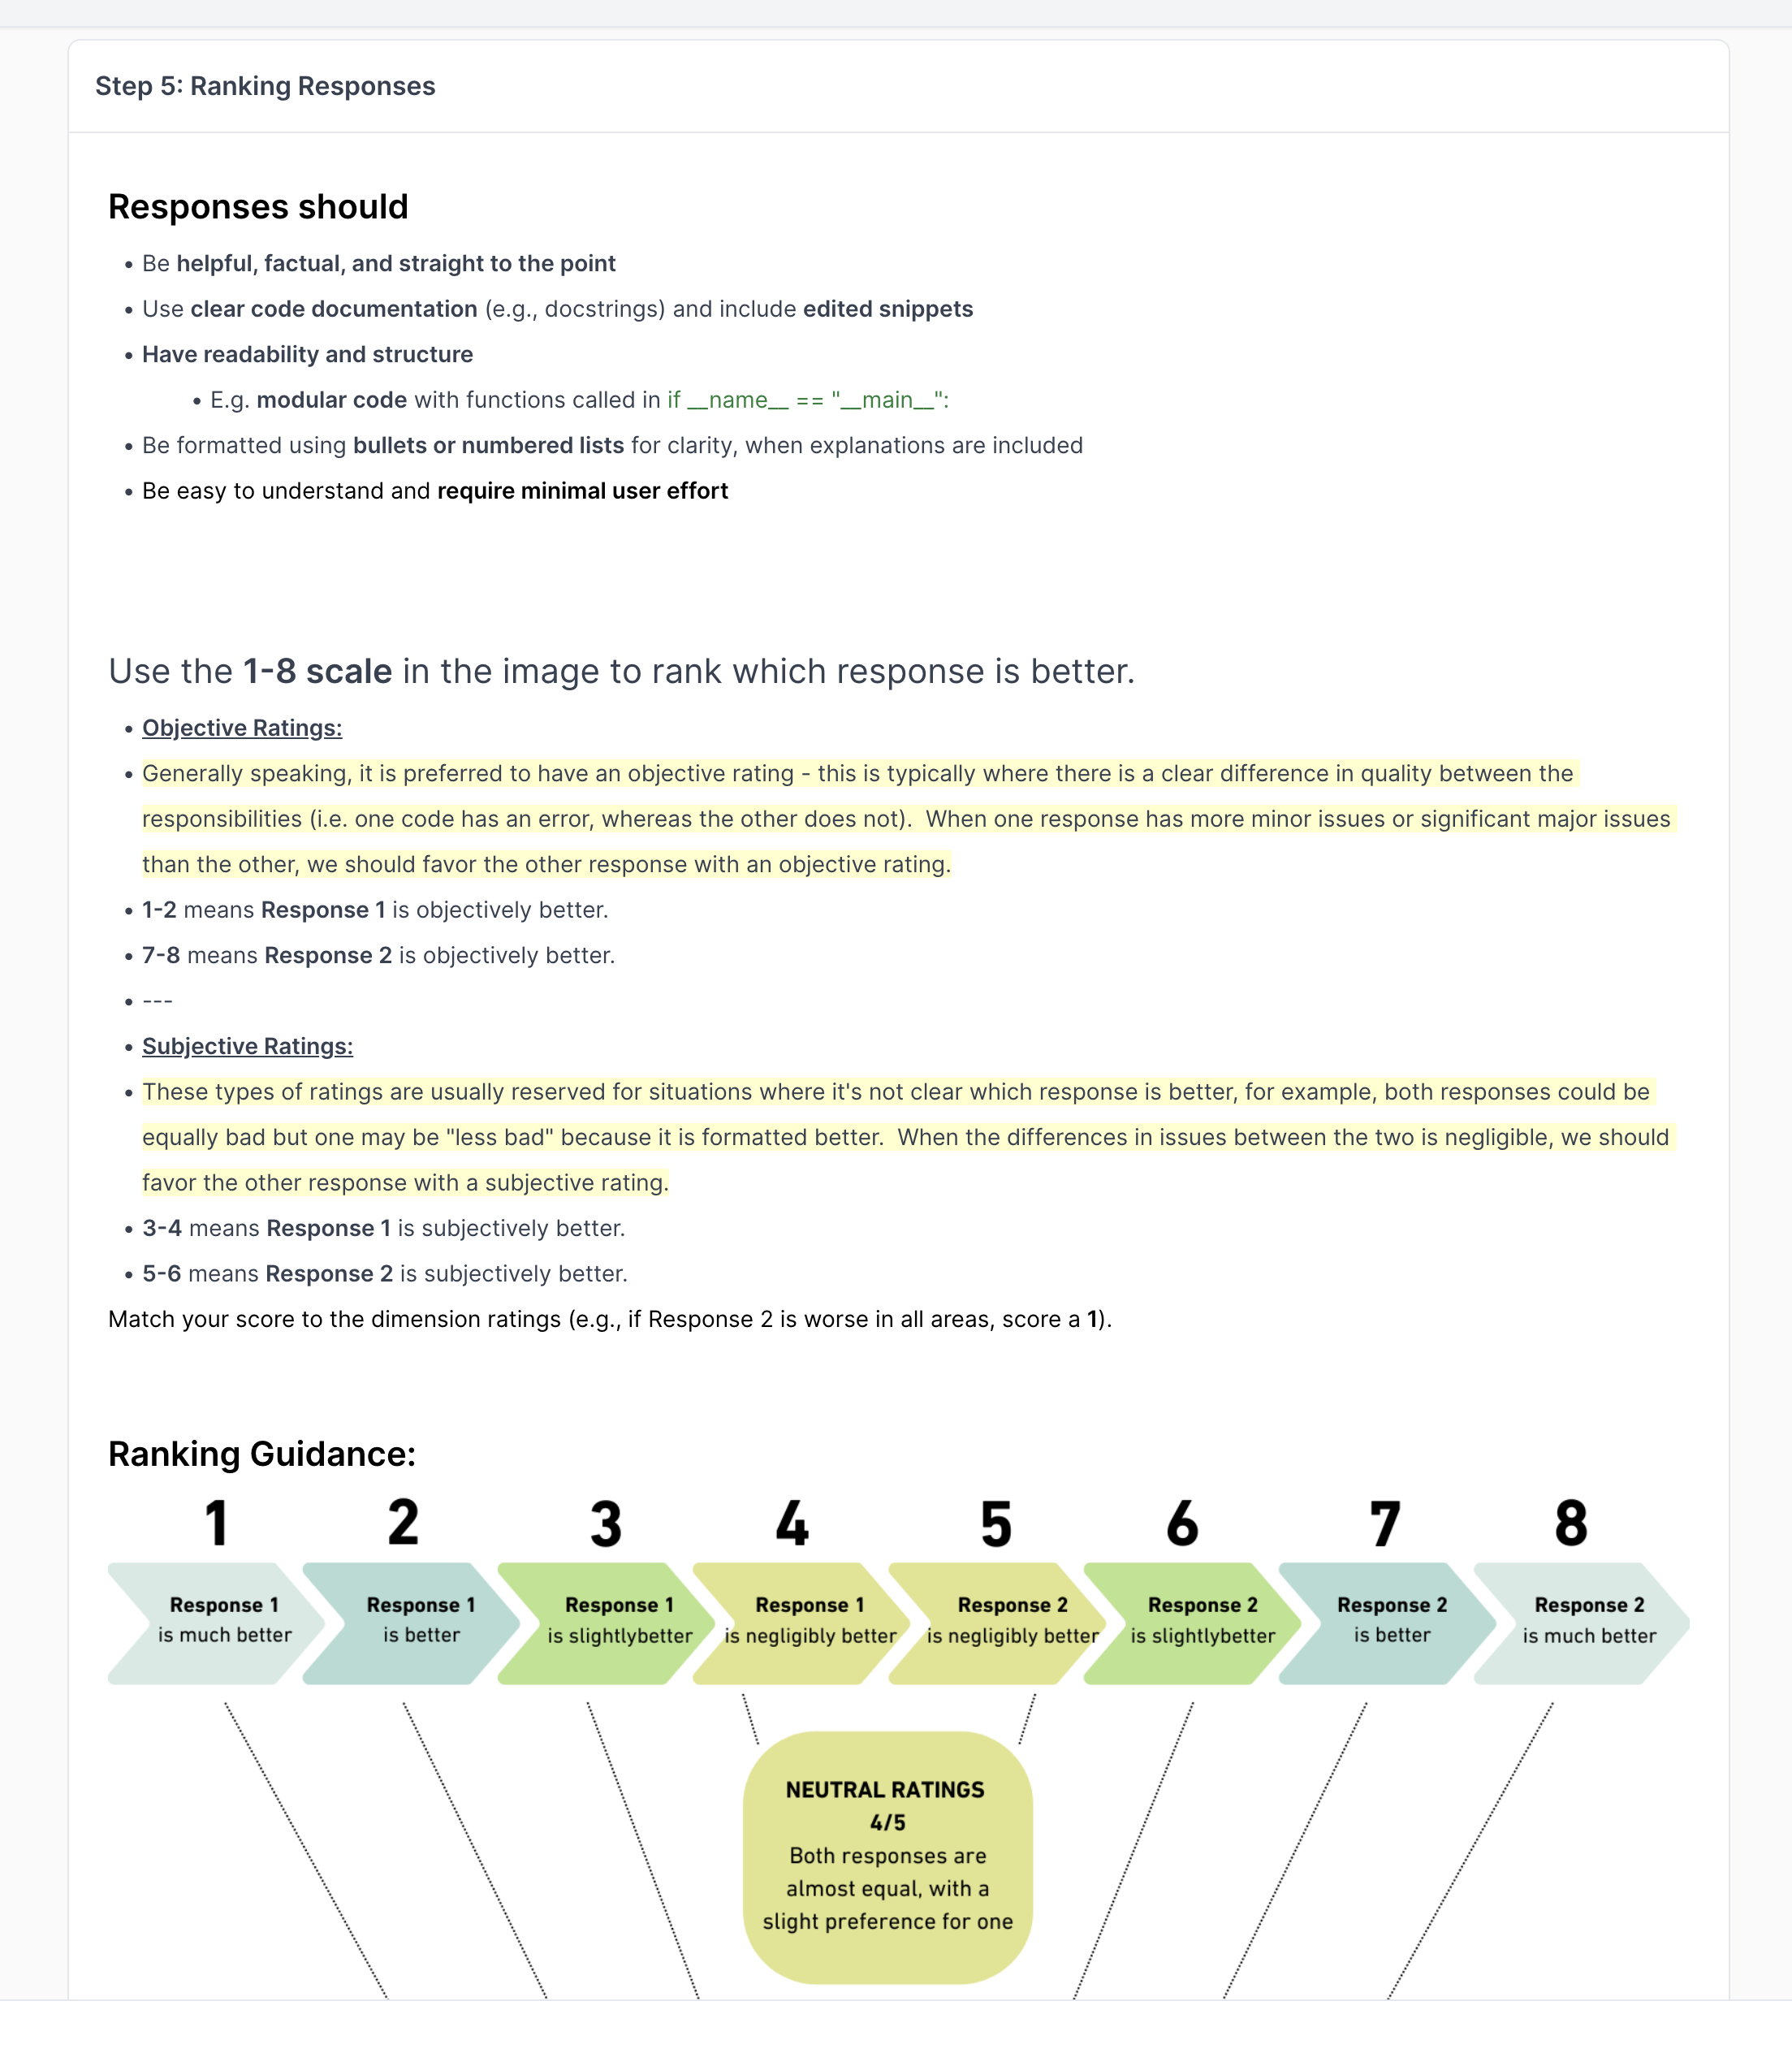 Step 5: Ranking Responses
Responses should
• Be helpful, factual, and straight to the point
• Use clear code documentation (e.g., docstrings) and include edited snippets
• Have readability and structure
• E.g. modular code with functions called in if __name__ == "__main__":
• Be formatted using bullets or numbered lists for clarity, when explanations are included
• Be easy to understand and require minimal user effort
Use the 1-8 scale in the image to rank which response is better.
• Objective Ratings:
• Generally speaking, it is preferred to have an objective rating - this is typically where there is a clear difference in quality between the
responsibilities (i.e. one code has an error, whereas the other does not).  When one response has more minor issues or significant major issues
than the other, we should favor the other response with an objective rating.
• 1-2 means Response 1 is objectively better.
• 7-8 means Response 2 is objectively better.
• ---
• Subjective Ratings:
• These types of ratings are usually reserved for situations where it's not clear which response is better, for example, both responses could be
equally bad but one may be "less bad" because it is formatted better.  When the differences in issues between the two is negligible, we should
favor the other response with a subjective rating.
• 3-4 means Response 1 is subjectively better.
• 5-6 means Response 2 is subjectively better.
Match your score to the dimension ratings (e.g., if Response 2 is worse in all areas, score a 1).
Ranking Guidance:
1 2 3 4 5 6 7 8
Response 1
is much better
Response 1
is better
Response 1
is slightlybetter
Response 1
is negligibly better
Response 2
is negligibly better
Response 2
is slightlybetter
Response 2
is better
Response 2
is much better
NEUTRAL RATINGS
4/5
Both responses are
almost equal, with a
slight preference for one